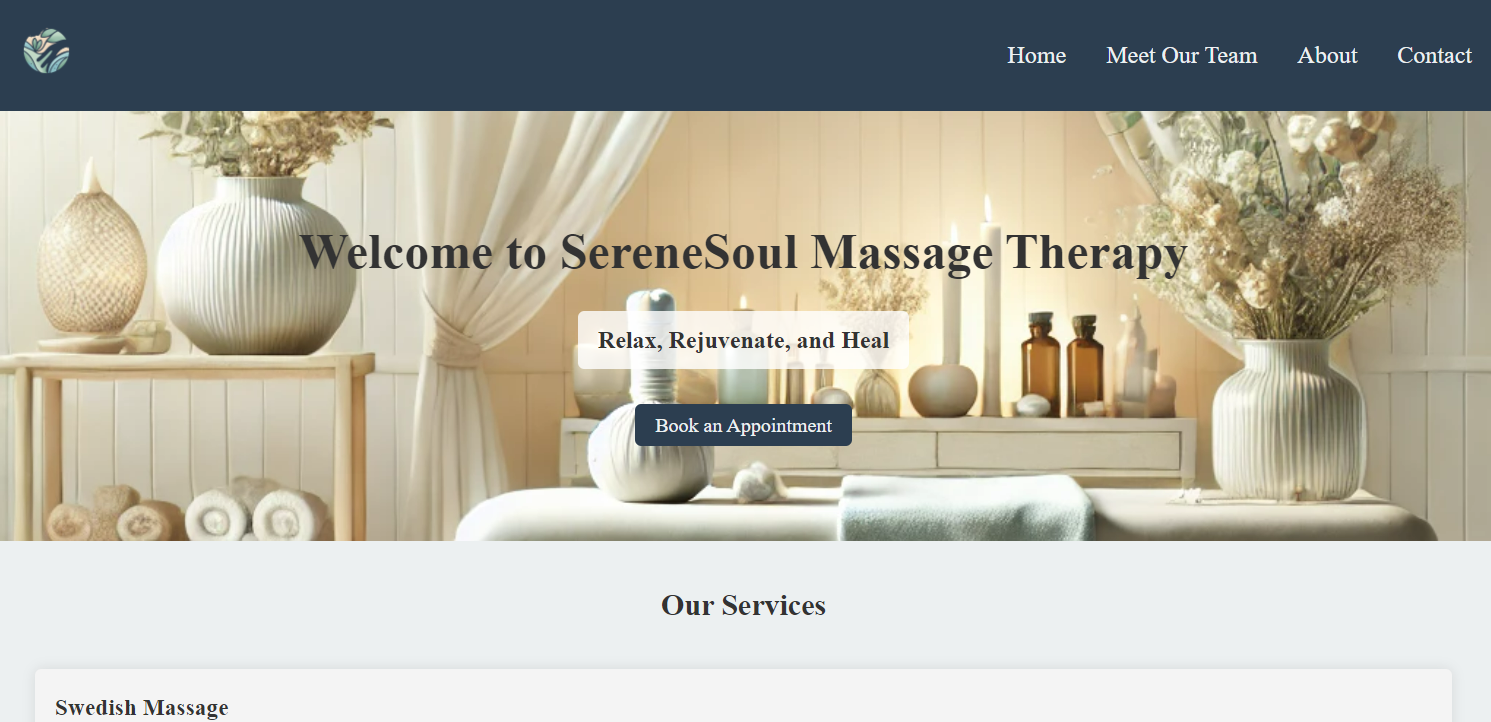 Home Meet Our Team About Contact
Welcome to SereneSoul Massage Therapy
Relax, Rejuvenate, and Heal
Book an Appointment
Our Services
Swedish Massage